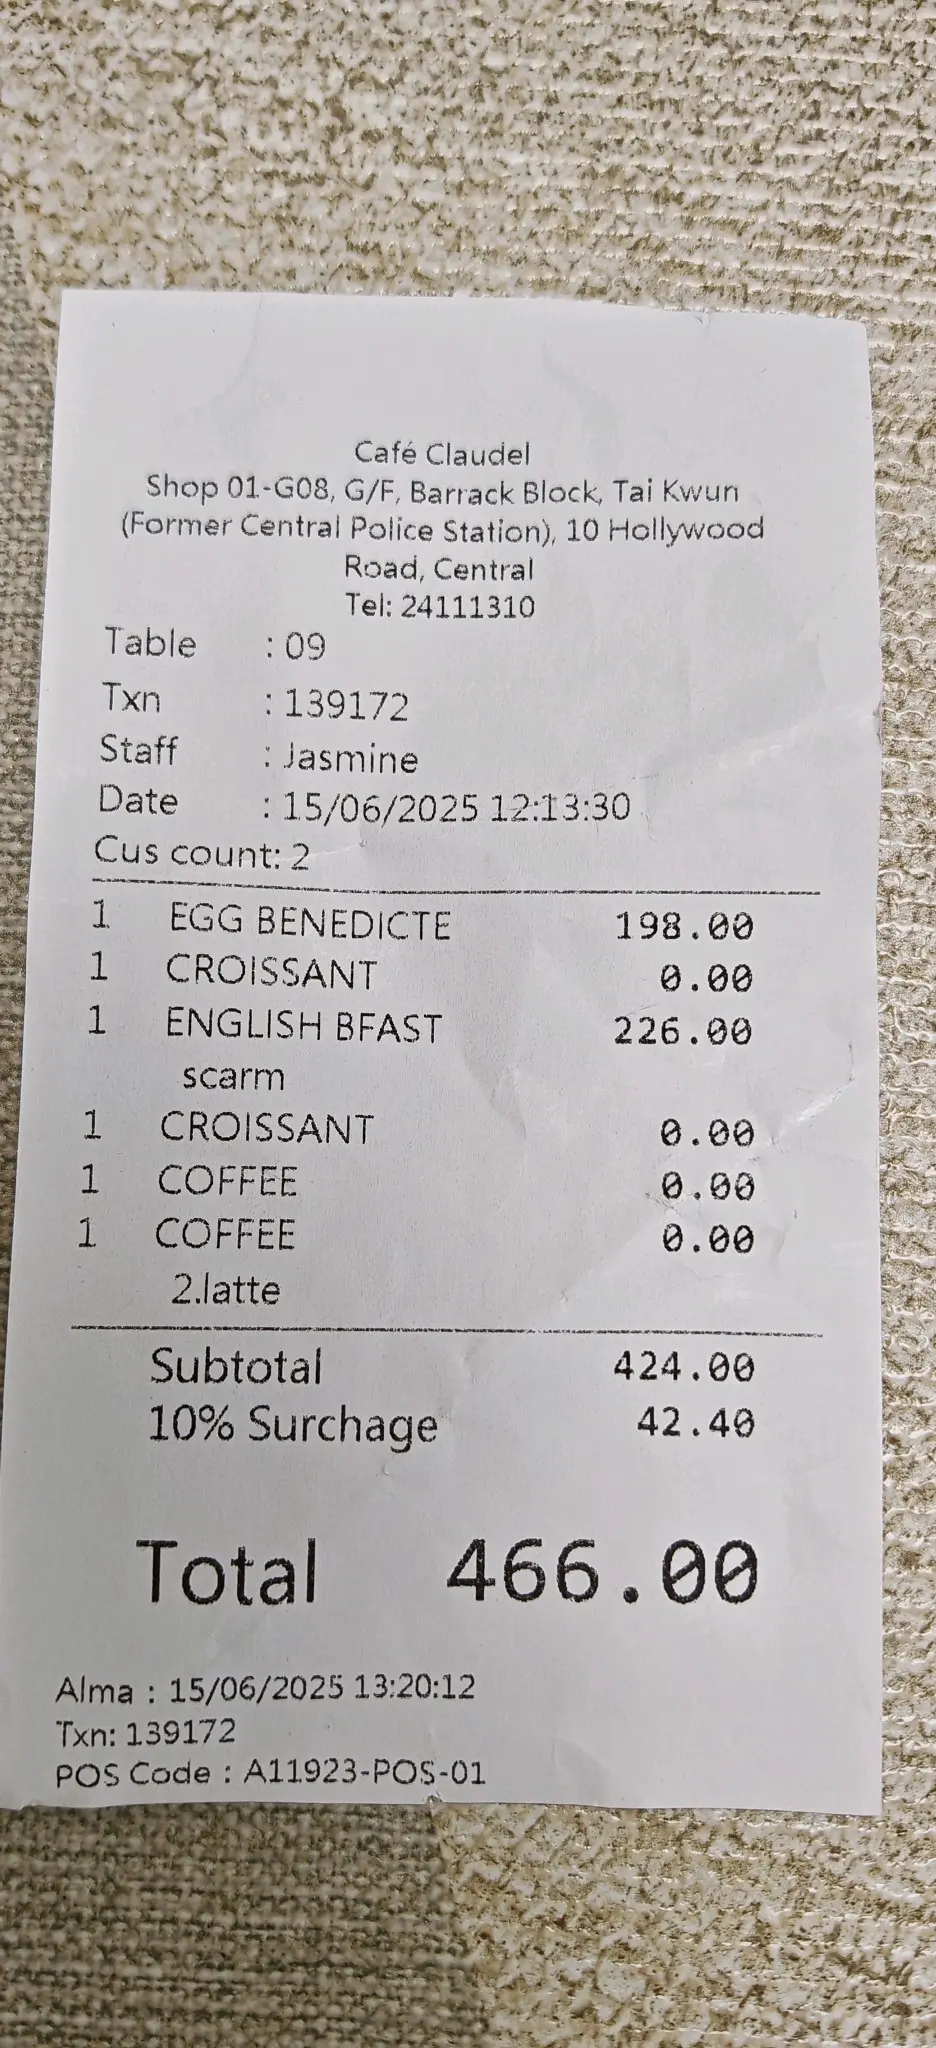 Café Claudel
Shop 01-G08, G/F, Barrack Block, Tai Kwun
(Former Central Police Station), 10 Hollywood
Road, Central
Tel: 24111310
Table : 09
Txn : 139172
Staff : Jasmine
Date : 15/06/2025 12:13:30
Cus count: 2
1 EGG BENEDICTE 198.00
1 CROISSANT 0.00
1 ENGLISH BFAST 226.00
scarm
1 CROISSANT 0.00
1 COFFEE 0.00
1 COFFEE 0.00
2.latte
Subtotal 424.00
10% Surchage 42.40
Total 466.00
Alma : 15/06/2025 13:20:12
Txn: 139172
POS Code : A11923-POS-01